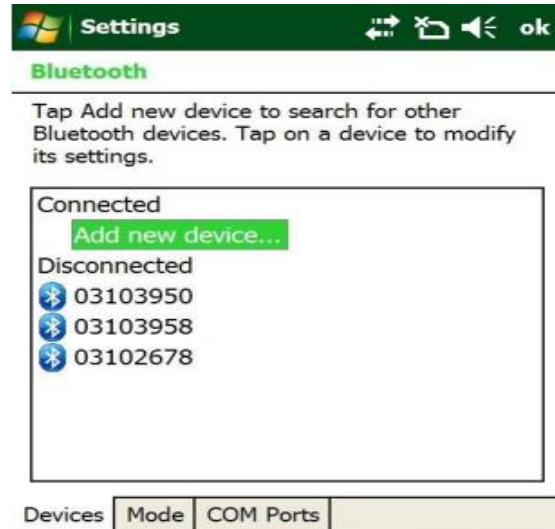 Settings
ok
Bluetooth
Tap Add new device to search for other
Bluetooth devices. Tap on a device to modify
its settings.
Connected
Add new device...
Disconnected
03103950
03103958
03102678
Devices
Mode
COM Ports